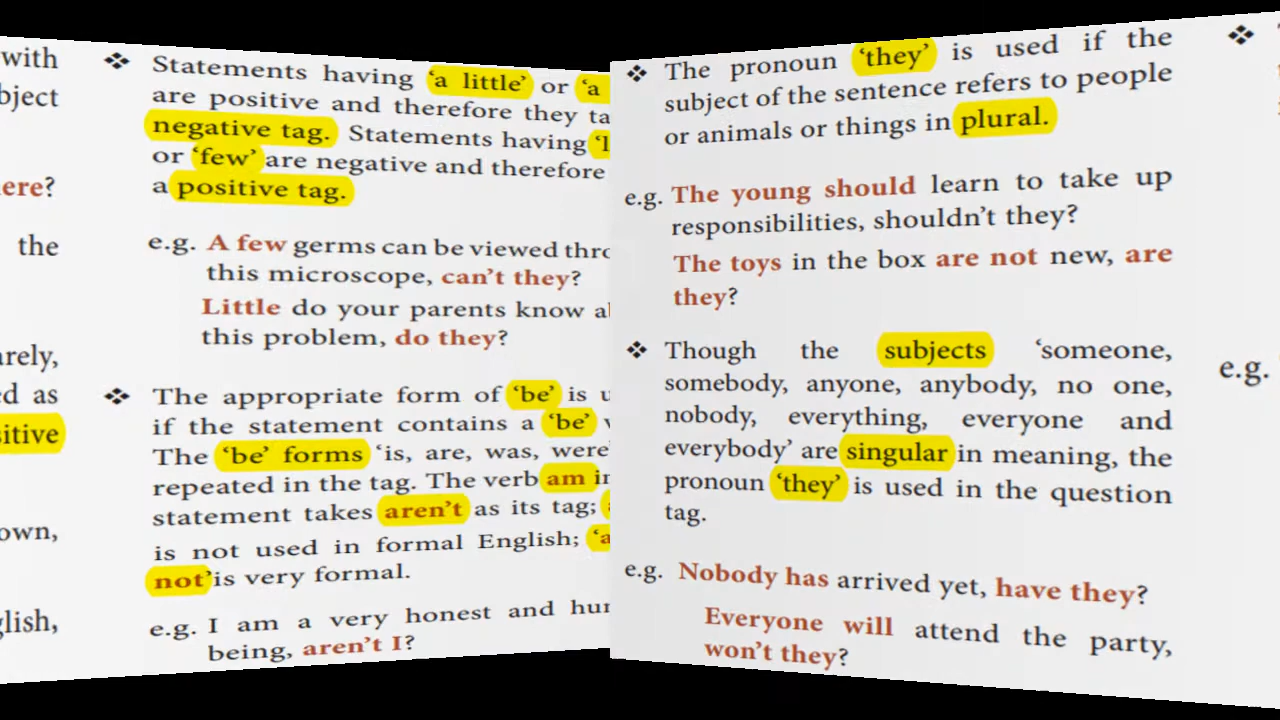 with
bject
ere?
the
arely,
ed as
sitive
own,
glish,
❖ Statements having ‘a little’ or ‘a
are positive and therefore they ta
negative tag. Statements having ‘l
or ‘few’ are negative and therefore
a positive tag.
e.g. A few germs can be viewed thro
this microscope, can’t they?
Little do your parents know a
this problem, do they?
❖ The appropriate form of ‘be’ is u
if the statement contains a ‘be’ v
The ‘be’ forms ‘is, are, was, were
repeated in the tag. The verb am in
statement takes aren’t as its tag;
is not used in formal English; ‘a
not’ is very formal.
e.g. I am a very honest and hum
being, aren’t I?
❖ The pronoun ‘they’ is used if the
subject of the sentence refers to people
or animals or things in plural.
e.g. The young should learn to take up
responsibilities, shouldn’t they?
The toys in the box are not new, are
they?
❖ Though the subjects ‘someone,
somebody, anyone, anybody, no one,
nobody, everything, everyone and
everybody’ are singular in meaning, the
pronoun ‘they’ is used in the question
tag.
e.g. Nobody has arrived yet, have they?
Everyone will attend the party,
won’t they?
❖
e.g.